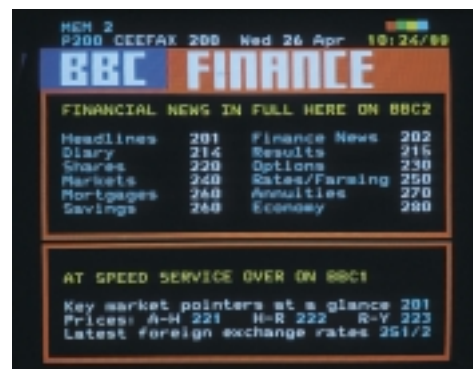 MEM 2
P200 CEEFAX 200 Wed 26 Apr 10:24/00
BBC FINANCE
FINANCIAL NEWS IN FULL HERE ON BBC2
Headlines 201 Finance News 202
Diary 214 Results 215
Shares 220 Options 230
Markets 240 Rates/Farming 250
Mortgages 260 Annuities 270
Savings 260 Economy 280
AT SPEED SERVICE OVER ON BBC1
Key market pointers at a glance 201
Prices: A-H 221 H-R 222 R-Y 223
Latest foreign exchange rates 251/2